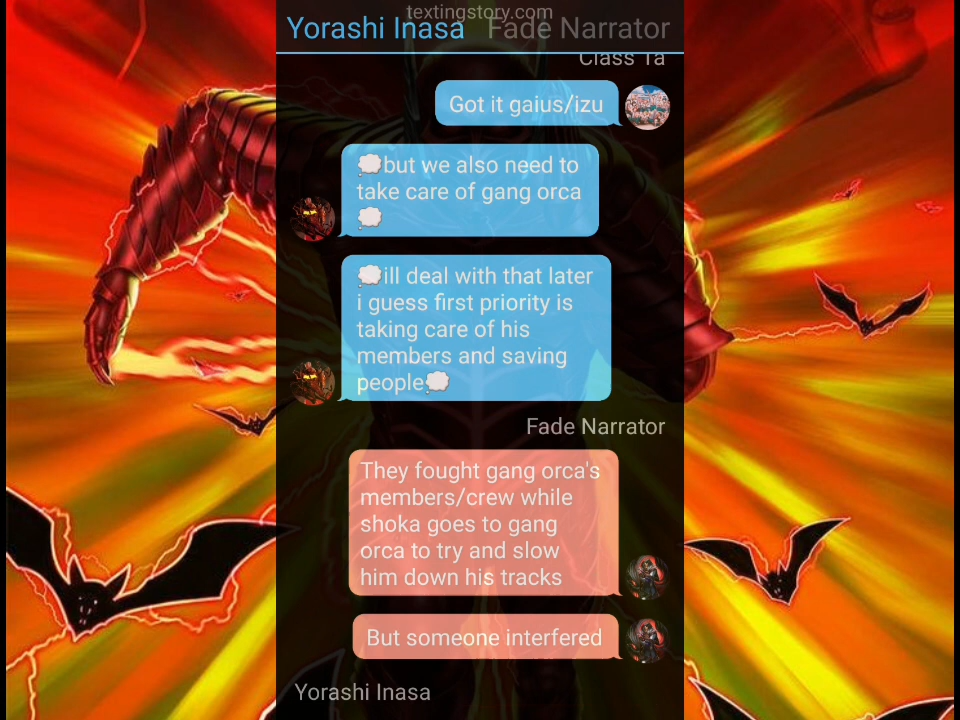 textingstory.com
Yorashi Inasa Fade Narrator
Class 1a
Got it gaius/izu
💭but we also need to
take care of gang orca
💭
💭ill deal with that later
i guess first priority is
taking care of his
members and saving
people💭
Fade Narrator
They fought gang orca's
members/crew while
shoka goes to gang
orca to try and slow
him down his tracks
But someone interfered
Yorashi Inasa